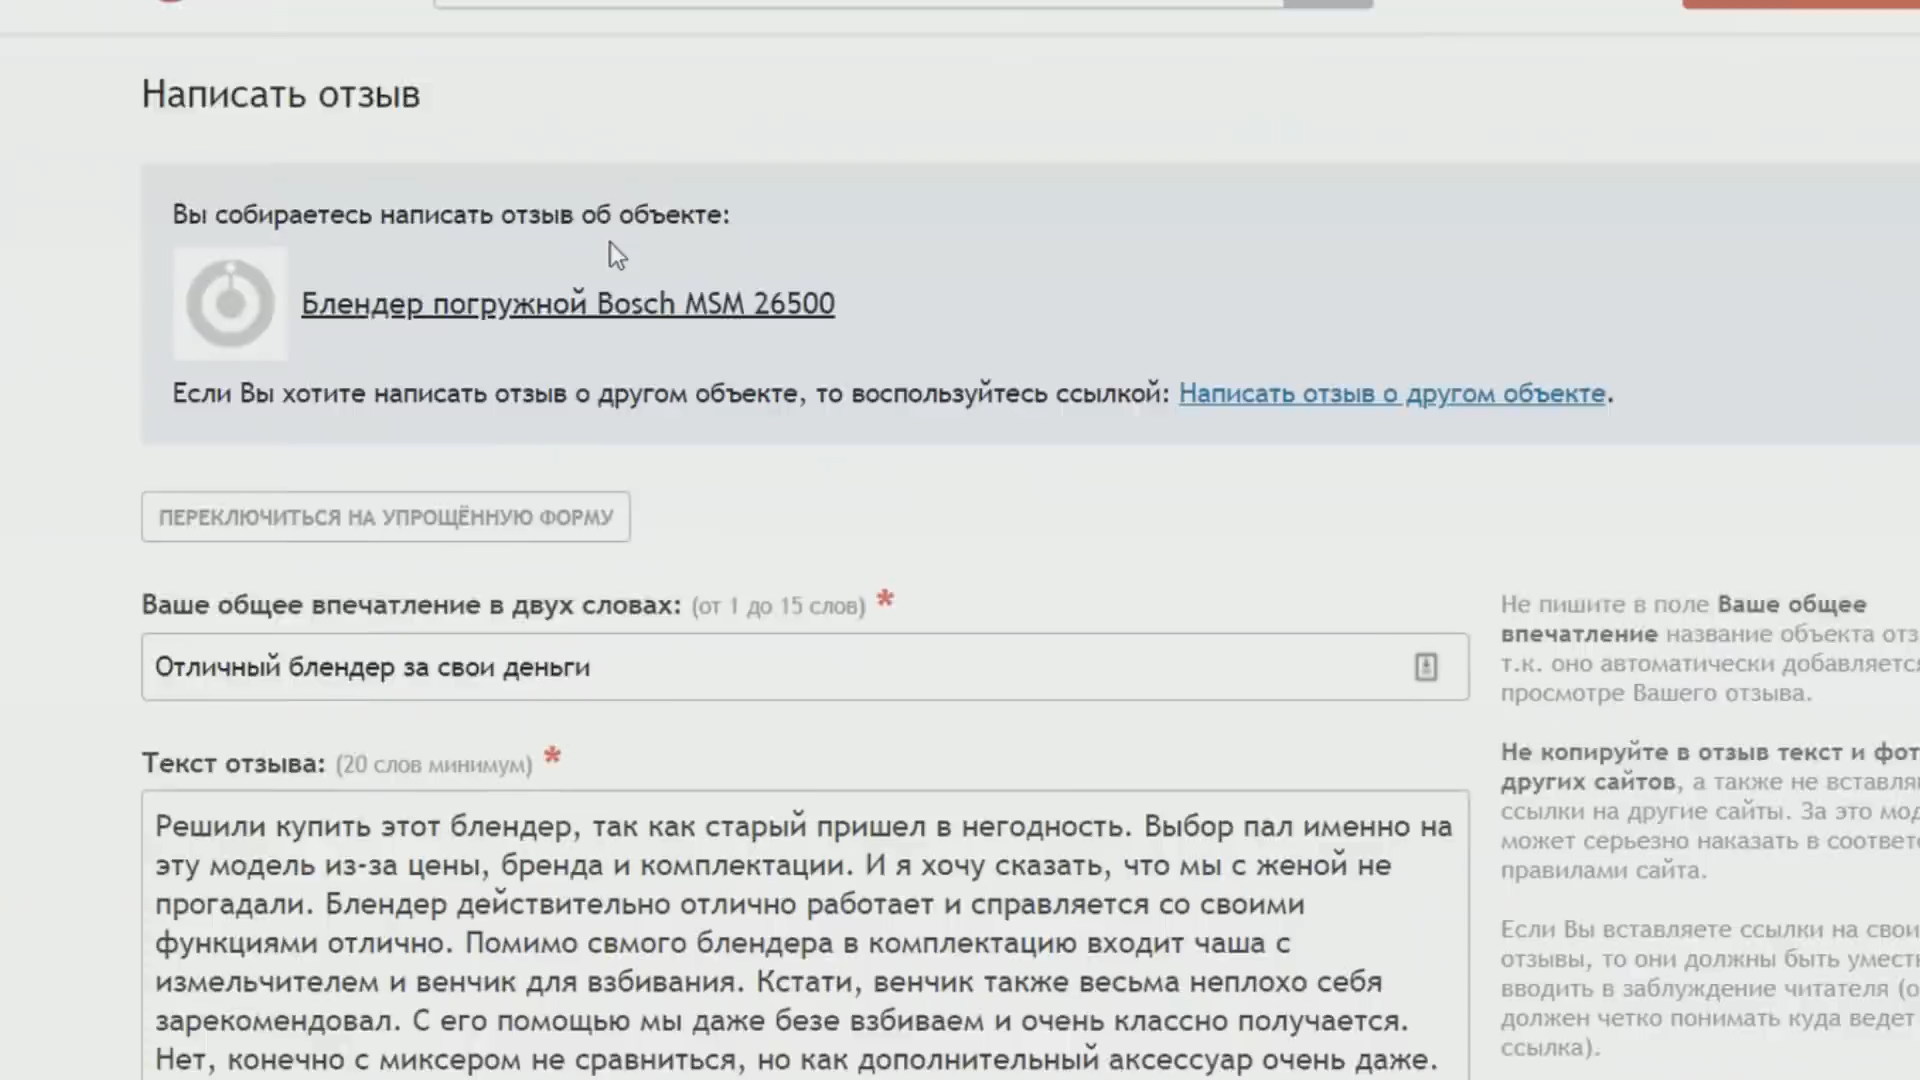 Написать отзыв
Вы собираетесь написать отзыв об объекте:
Блендер погружной Bosch MSM 26500
Если Вы хотите написать отзыв о другом объекте, то воспользуйтесь ссылкой: Написать отзыв о другом объекте.
ПЕРЕКЛЮЧИТЬСЯ НА УПРОЩЁННУЮ ФОРМУ
Ваше общее впечатление в двух словах: (от 1 до 15 слов) *
Отличный блендер за свои деньги
Текст отзыва: (20 слов минимум) *
Решили купить этот блендер, так как старый пришел в негодность. Выбор пал именно на
эту модель из-за цены, бренда и комплектации. И я хочу сказать, что мы с женой не
прогадали. Блендер действительно отлично работает и справляется со своими
функциями отлично. Помимо свмого блендера в комплектацию входит чаша с
измельчителем и венчик для взбивания. Кстати, венчик также весьма неплохо себя
зарекомендовал. С его помощью мы даже безе взбиваем и очень классно получается.
Нет, конечно с миксером не сравниться, но как дополнительный аксессуар очень даже.
Не пишите в поле Ваше общее
впечатление название объекта отз
т.к. оно автоматически добавляетс
просмотре Вашего отзыва.
Не копируйте в отзыв текст и фот
других сайтов, а также не вставля
ссылки на другие сайты. За это мод
может серьезно наказать в соответ
правилами сайта.
Если Вы вставляете ссылки на свои
отзывы, то они должны быть умест
вводить в заблуждение читателя (о
должен четко понимать куда ведет
ссылка).